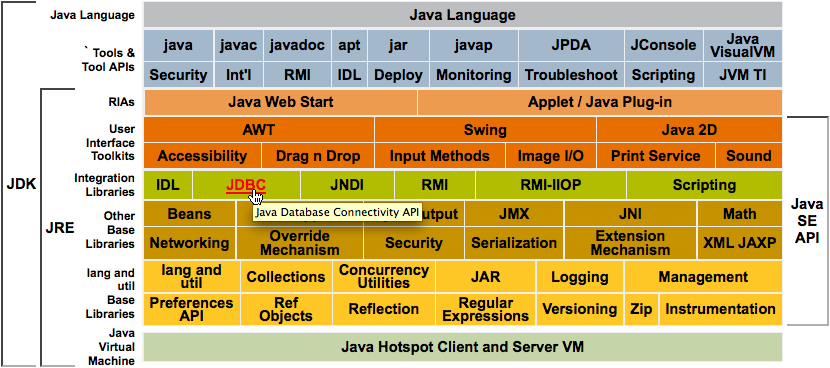 Java Language Java Language
` Tools & Tool APIs
java javac javadoc apt jar javap JPDA JConsole Java VisualVM
Security Int'l RMI IDL Deploy Monitoring Troubleshoot Scripting JVM TI
RIAs Java Web Start Applet / Java Plug-in
User Interface Toolkits
AWT Swing Java 2D
Accessibility Drag n Drop Input Methods Image I/O Print Service Sound
JDK
Integration Libraries
IDL JDBC JNDI RMI RMI-IIOP Scripting
Java Database Connectivity API
JRE
Other Base Libraries
Beans utput JMX JNI Math
Networking Override Mechanism Security Serialization Extension Mechanism XML JAXP
Java SE API
lang and util Base Libraries
lang and util Collections Concurrency Utilities JAR Logging Management
Preferences API Ref Objects Reflection Regular Expressions Versioning Zip Instrumentation
Java Virtual Machine
Java Hotspot Client and Server VM